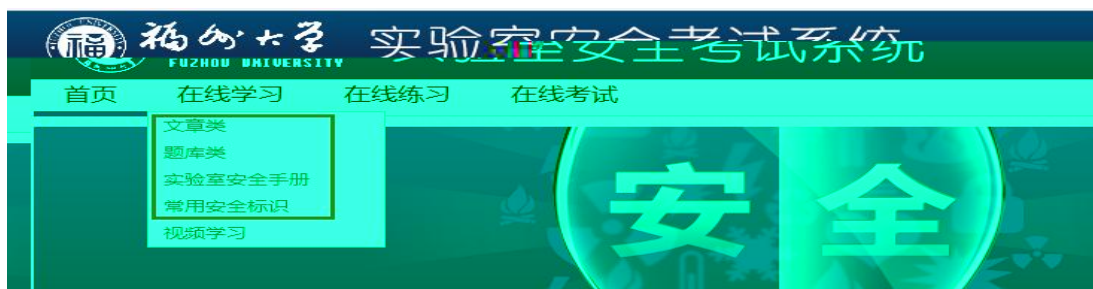 福州大学 实验室安全考试系统
FUZHOU UNIVERSITY
首页 在线学习 在线练习 在线考试
文章类
题库类
实验室安全手册
常用安全标识
视频学习
安全